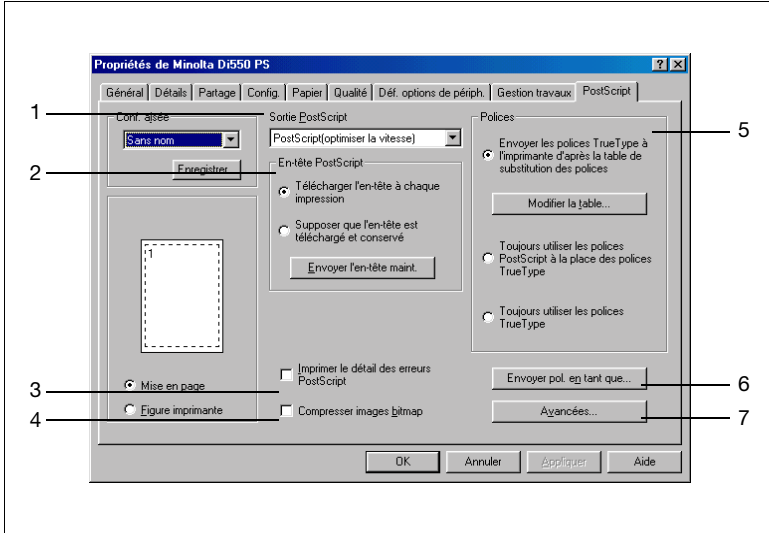 Propriétés de Minolta Di550 PS
Général Détails Partage Config. Papier Qualité Déf. options de périph. Gestion travaux PostScript
1
Conf. aisée
Sans nom
Enregistrer
2
Sortie PostScript
PostScript(optimiser la vitesse)
En-tête PostScript
Télécharger l'en-tête à chaque
impression
Supposer que l'en-tête est
téléchargé et conservé
Envoyer l'en-tête maint.
Polices
5
Envoyer les polices TrueType à
l'imprimante d'après la table de
substitution des polices
Modifier la table...
Toujours utiliser les polices
PostScript à la place des polices
TrueType
Toujours utiliser les polices
TrueType
1
Mise en page
Figure imprimante
3
Imprimer le détail des erreurs
PostScript
4
Compresser images bitmap
Envoyer pol. en tant que...
6
Avancées...
7
OK
Annuler
Appliquer
Aide